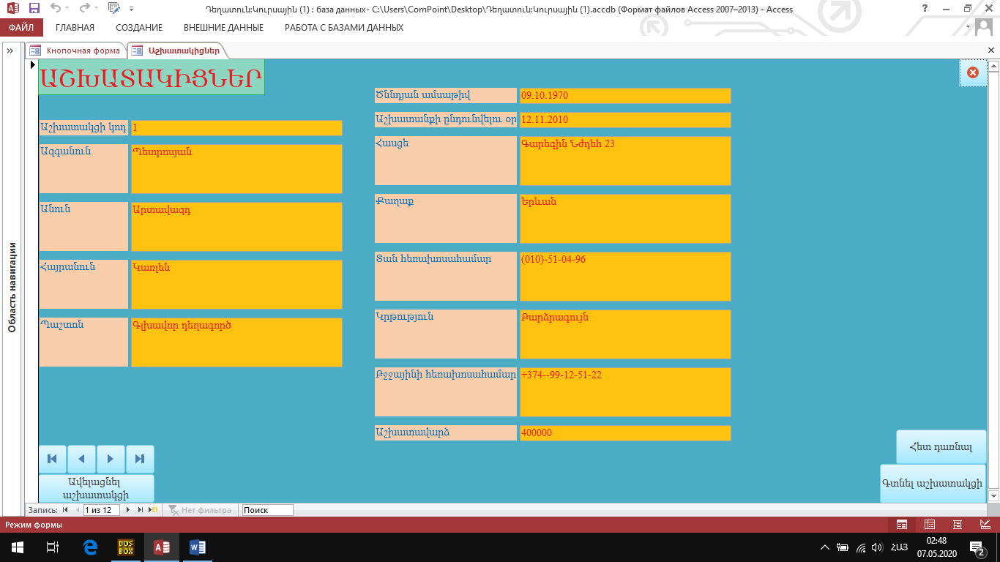 Դեղատուն:Կուրսային (1) : база данных- C:\Users\ComPoint\Desktop\Դեղատուն:Կուրսային (1).accdb (Формат файлов Access 2007–2013) - Access
ФАЙЛ ГЛАВНАЯ СОЗДАНИЕ ВНЕШНИЕ ДАННЫЕ РАБОТА С БАЗАМИ ДАННЫХ
Кнопочная форма Աշխատակիցներ
Область навигации
ԱՇԽԱՏԱԿԻՑՆԵՐ
Աշխատակցի կոդ 1
Ազգանուն Պետրոսյան
Անուն Արտավազդ
Հայրանուն Կառլեն
Պաշտոն Գլխավոր դեղագործ
Ծննդյան ամսաթիվ 09.10.1970
Աշխատանքի ընդունվելու օր 12.11.2010
Հասցե Գարեգին Նժդեհ 23
Քաղաք Երևան
Տան հեռախոսահամար (010)-51-04-96
Կրթություն Բարձրագույն
Բջջայինի հեռախոսահամար +374--99-12-51-22
Աշխատավարձ 400000
Ավելացնել
աշխատակցի
Հետ դառնալ
Գտնել աշխատակցի
Запись: 1 из 12 Нет фильтра Поиск
Режим формы
DOS
BOX
ՀԱՅ
02:48
07.05.2020
2